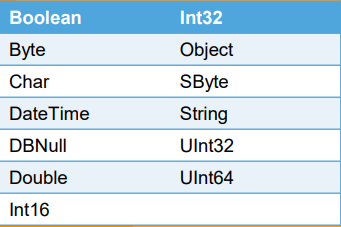 Boolean Int32
Byte Object
Char SByte
DateTime String
DBNull UInt32
Double UInt64
Int16